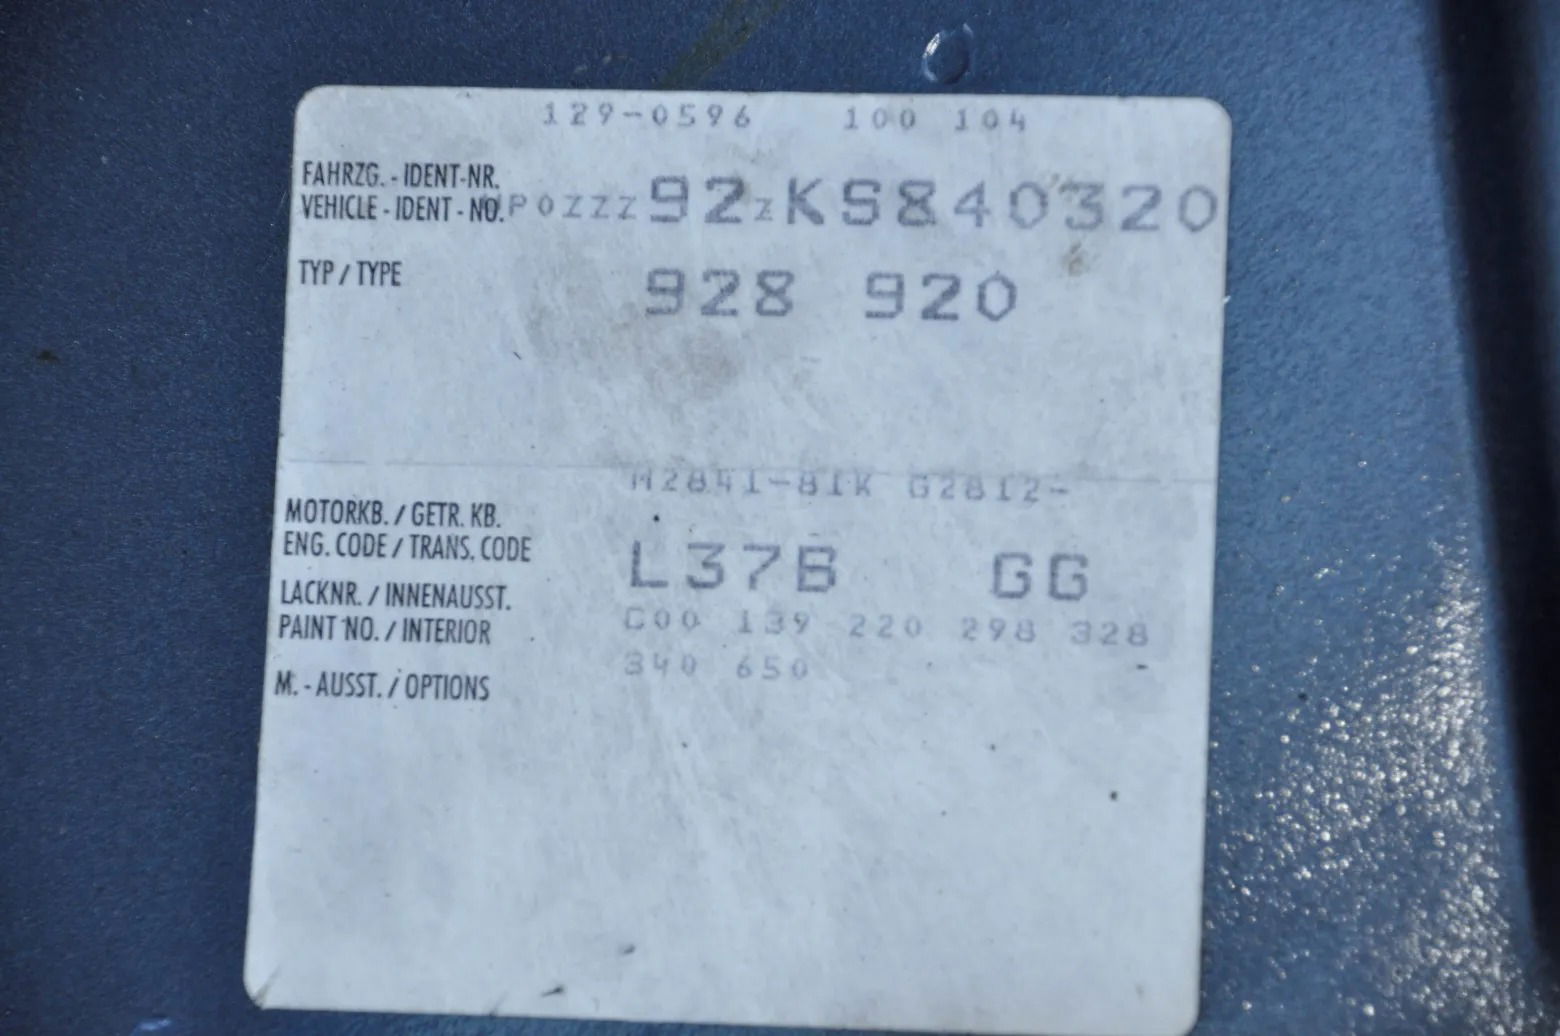 129-0596 100 104
FAHRZG. - IDENT-NR.
VEHICLE - IDENT - NO. P0ZZZ92ZKS840320
TYP / TYPE 928 920
M2841-81K G2812-
MOTORKB. / GETR. KB.
ENG. CODE / TRANS. CODE L37B GG
LACKNR. / INNENAUSST.
PAINT NO. / INTERIOR C00 139 220 298 328
340 650
M. - AUSST. / OPTIONS